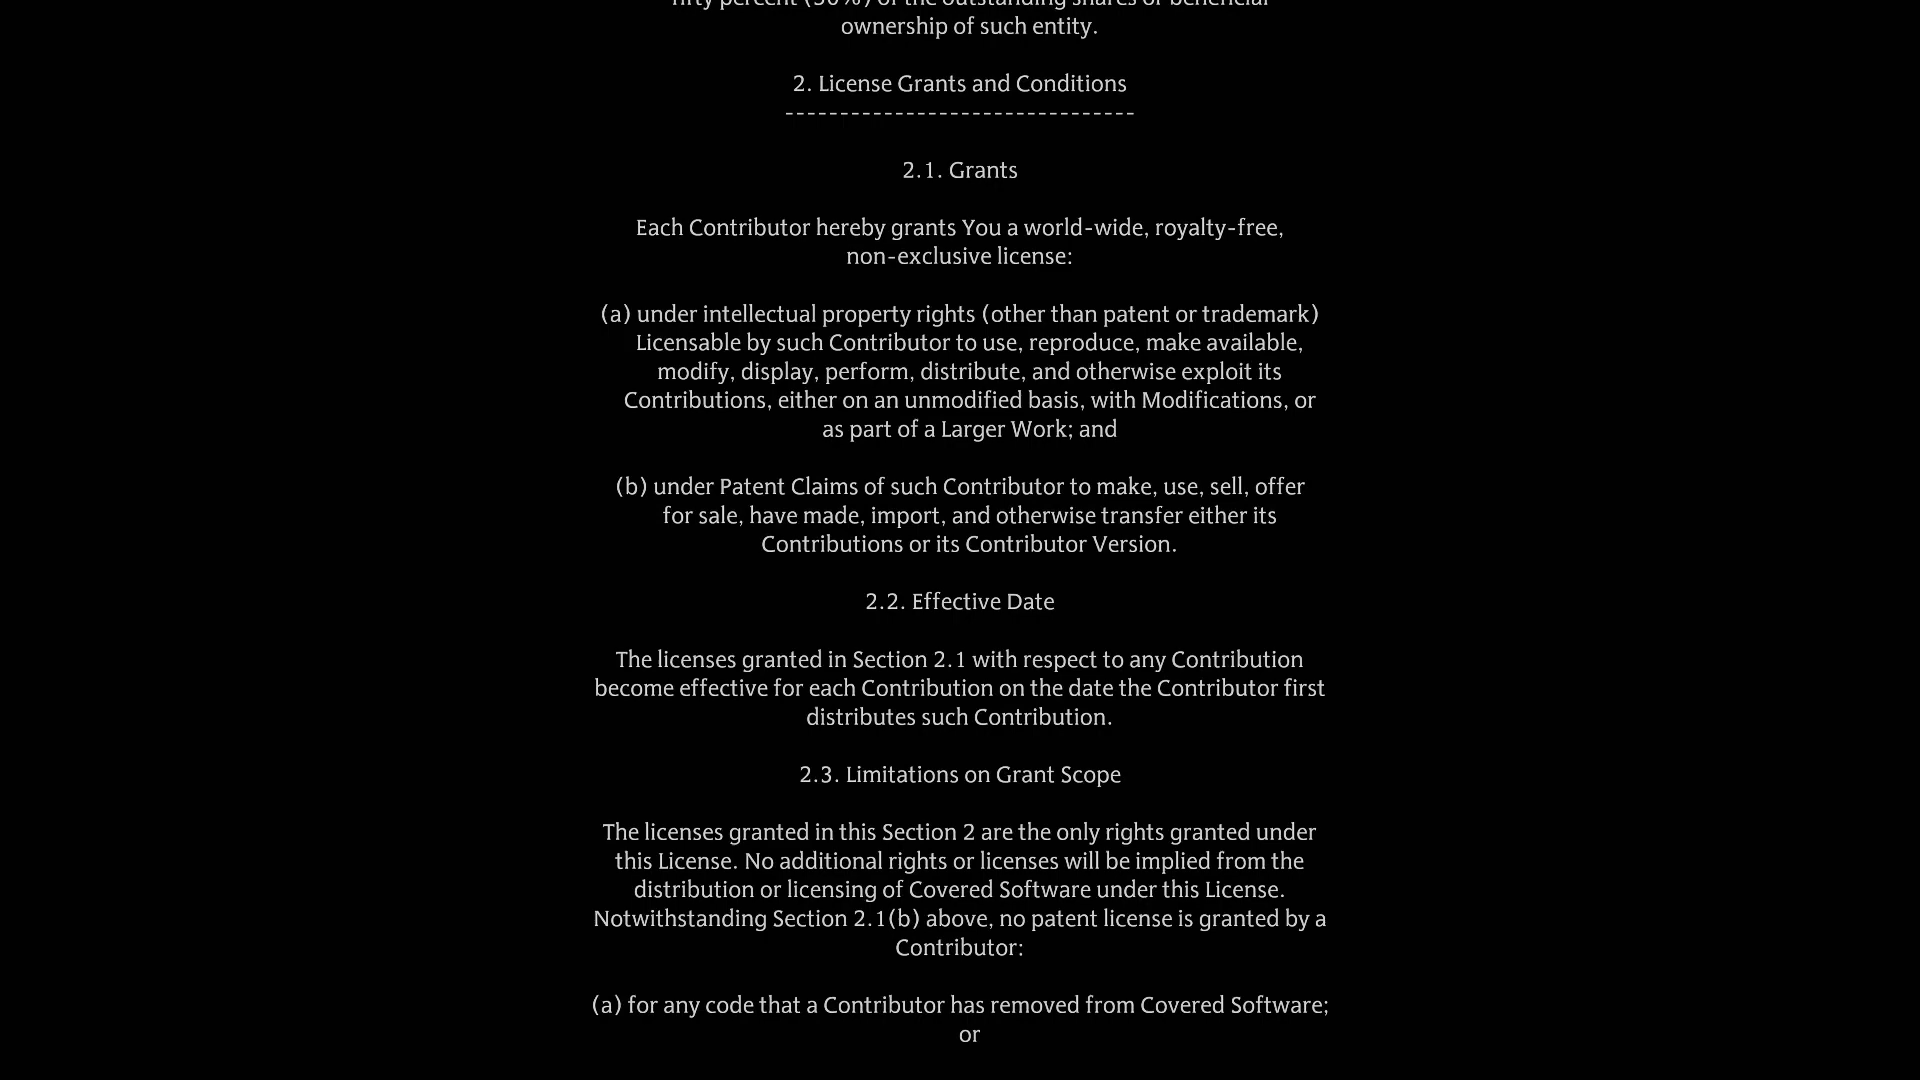 fifty percent (50%) of the outstanding shares or beneficial
ownership of such entity.
2. License Grants and Conditions
--------------------------------
2.1. Grants
Each Contributor hereby grants You a world-wide, royalty-free,
non-exclusive license:
(a) under intellectual property rights (other than patent or trademark)
Licensable by such Contributor to use, reproduce, make available,
modify, display, perform, distribute, and otherwise exploit its
Contributions, either on an unmodified basis, with Modifications, or
as part of a Larger Work; and
(b) under Patent Claims of such Contributor to make, use, sell, offer
for sale, have made, import, and otherwise transfer either its
Contributions or its Contributor Version.
2.2. Effective Date
The licenses granted in Section 2.1 with respect to any Contribution
become effective for each Contribution on the date the Contributor first
distributes such Contribution.
2.3. Limitations on Grant Scope
The licenses granted in this Section 2 are the only rights granted under
this License. No additional rights or licenses will be implied from the
distribution or licensing of Covered Software under this License.
Notwithstanding Section 2.1(b) above, no patent license is granted by a
Contributor:
(a) for any code that a Contributor has removed from Covered Software;
or